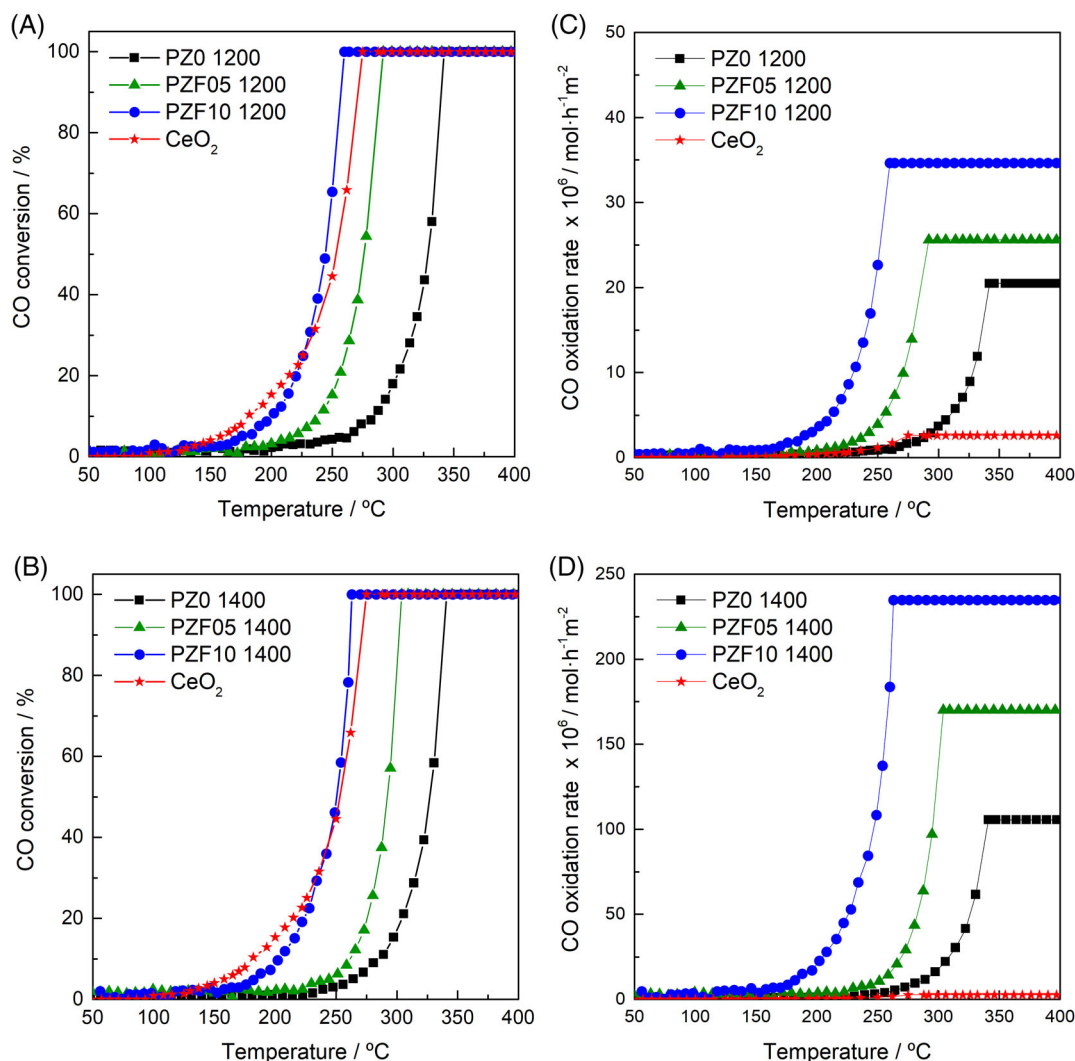 (A)
100
80
60
40
20
0
CO conversion / %
PZ0 1200
PZF05 1200
PZF10 1200
CeO₂
50 100 150 200 250 300 350 400
Temperature / ºC
(C)
50
40
30
20
10
0
CO oxidation rate x 10⁶ / mol·h⁻¹m⁻²
PZ0 1200
PZF05 1200
PZF10 1200
CeO₂
50 100 150 200 250 300 350 400
Temperature / ºC
(B)
100
80
60
40
20
0
CO conversion / %
PZ0 1400
PZF05 1400
PZF10 1400
CeO₂
50 100 150 200 250 300 350 400
Temperature / ºC
(D)
250
200
150
100
50
0
CO oxidation rate x 10⁶ / mol·h⁻¹m⁻²
PZ0 1400
PZF05 1400
PZF10 1400
CeO₂
50 100 150 200 250 300 350 400
Temperature / ºC